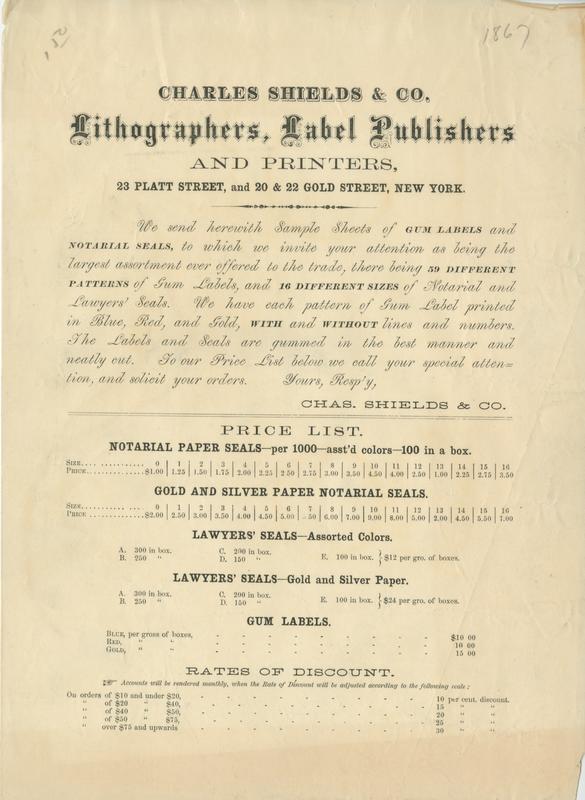 1867
CHARLES SHIELDS & CO.
Lithographers, Label Publishers
AND PRINTERS,
23 PLATT STREET, and 20 & 22 GOLD STREET, NEW YORK.
We send herewith Sample Sheets of GUM LABELS and
NOTARIAL SEALS, to which we invite your attention as being the
largest assortment ever offered to the trade, there being 59 DIFFERENT
PATTERNS of Gum Labels, and 16 DIFFERENT SIZES of Notarial and
Lawyers' Seals. We have each pattern of Gum Label printed
in Blue, Red, and Gold, WITH and WITHOUT lines and numbers.
The Labels and Seals are gummed in the best manner and
neatly cut. To our Price List below we call your special atten=
tion, and solicit your orders. Yours, Resp'y,
CHAS. SHIELDS & CO.
PRICE LIST.
NOTARIAL PAPER SEALS—per 1000—asst'd colors—100 in a box.
SIZE.... ............ 0 | 1 | 2 | 3 | 4 | 5 | 6 | 7 | 8 | 9 | 10 | 11 | 12 | 13 | 14 | 15 | 16
PRICE................$1.00 | 1.25 | 1.50 | 1.75 | 2.00 | 2.25 | 2 50 | 2.75 | 3.00 | 3.50 | 4.50 | 4.00 | 2.50 | 1.00 | 2.25 | 2.75 | 3.50
GOLD AND SILVER PAPER NOTARIAL SEALS.
SIZE.... ............ 0 | 1 | 2 | 3 | 4 | 5 | 6 | 7 | 8 | 9 | 10 | 11 | 12 | 13 | 14 | 15 | 16
PRICE ................$2.00 | 2.50 | 3.00 | 3.50 | 4.00 | 4.50 | 5.00 | 50 | 6.00 | 7.00 | 9.00 | 8.00 | 5.00 | 2.00 | 4.50 | 5.50 | 7.00
LAWYERS' SEALS—Assorted Colors.
A. 300 in box. C. 200 in box. E. 100 in box. } $12 per gro. of boxes.
B. 250 " D. 150 "
LAWYERS' SEALS—Gold and Silver Paper.
A. 300 in box. C. 200 in box. E. 100 in box. } $24 per gro. of boxes.
B. 250 " D. 150 "
GUM LABELS.
BLUE, per gross of boxes, - - - - - - - $10 00
RED, " " - - - - - - - 10 00
GOLD, " " - - - - - - - 15 00
RATES OF DISCOUNT.
☞ Accounts will be rendered monthly, when the Rate of Discount will be adjusted according to the following scale:
On orders of $10 and under $20, - - - - - - - 10 per cent. discount.
" of $20 " $40, - - - - - - - 15 " "
" of $40 " $50, - - - - - - - 20 " "
" of $50 " $75, - - - - - - - 25 " "
" over $75 and upwards - - - - - - - 30 " "